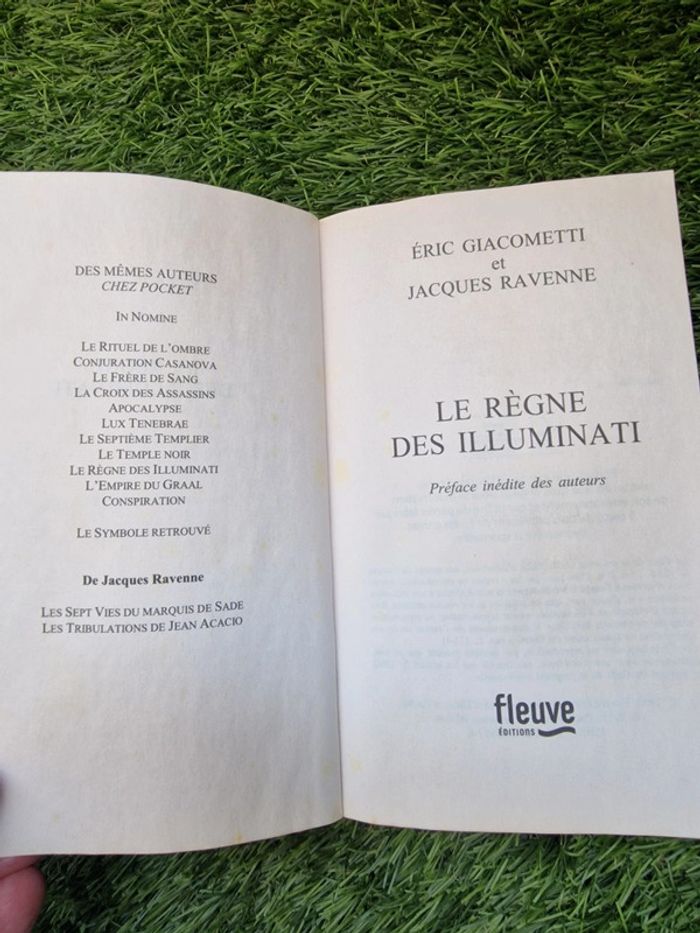 DES MÊMES AUTEURS
CHEZ POCKET
IN NOMINE
LE RITUEL DE L'OMBRE
CONJURATION CASANOVA
LE FRÈRE DE SANG
LA CROIX DES ASSASSINS
APOCALYPSE
LUX TENEBRAE
LE SEPTIÈME TEMPLIER
LE TEMPLE NOIR
LE RÈGNE DES ILLUMINATI
L'EMPIRE DU GRAAL
CONSPIRATION
LE SYMBOLE RETROUVÉ
De Jacques Ravenne
LES SEPT VIES DU MARQUIS DE SADE
LES TRIBULATIONS DE JEAN ACACIO
ÉRIC GIACOMETTI
et
JACQUES RAVENNE
LE RÈGNE
DES ILLUMINATI
Préface inédite des auteurs
fleuve
ÉDITIONS